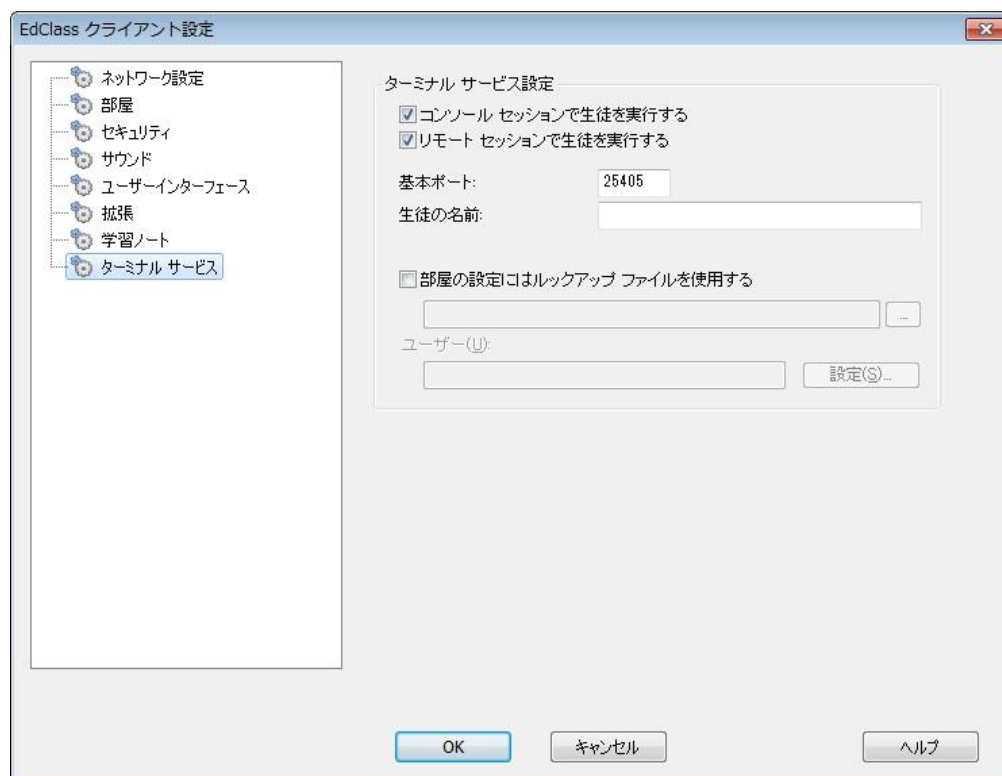 EdClass クライアント設定
ネットワーク設定
部屋
セキュリティ
サウンド
ユーザーインターフェース
拡張
学習ノート
ターミナル サービス
ターミナル サービス設定
コンソール セッションで生徒を実行する
リモート セッションで生徒を実行する
基本ポート: 25405
生徒の名前:
部屋の設定にはルックアップ ファイルを使用する
...
ユーザー(U):
設定(S)...
OK キャンセル ヘルプ